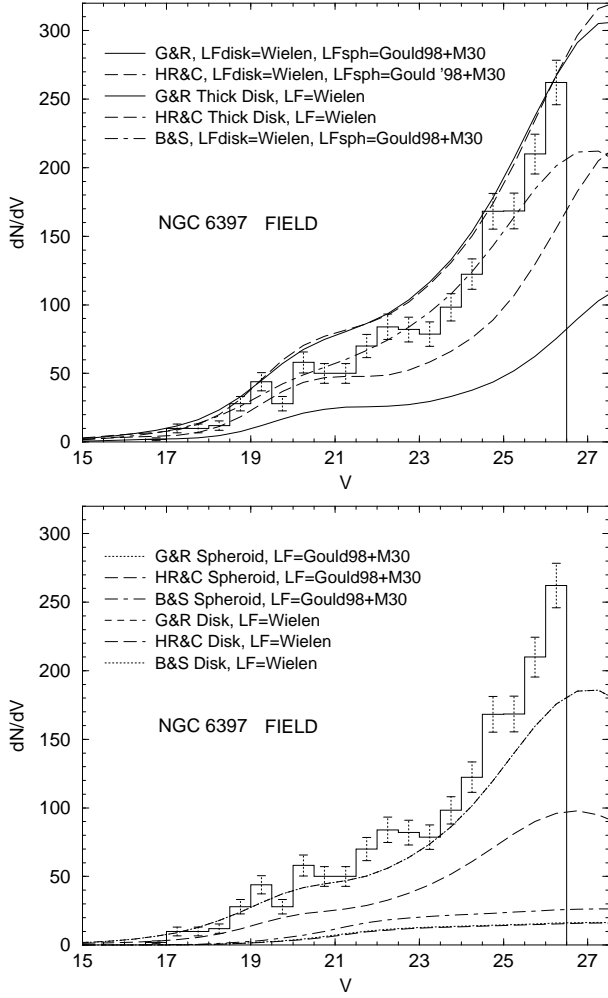 300
250
200
150
100
50
0
dN/dV
G&R, LFdisk=Wielen, LFsph=Gould98+M30
HR&C, LFdisk=Wielen, LFsph=Gould '98+M30
G&R Thick Disk, LF=Wielen
HR&C Thick Disk, LF=Wielen
B&S, LFdisk=Wielen, LFsph=Gould98+M30
NGC 6397 FIELD
15 17 19 21 23 25 27
V
300
250
200
150
100
50
0
dN/dV
G&R Spheroid, LF=Gould98+M30
HR&C Spheroid, LF=Gould98+M30
B&S Spheroid, LF=Gould98+M30
G&R Disk, LF=Wielen
HR&C Disk, LF=Wielen
B&S Disk, LF=Wielen
NGC 6397 FIELD
15 17 19 21 23 25 27
V